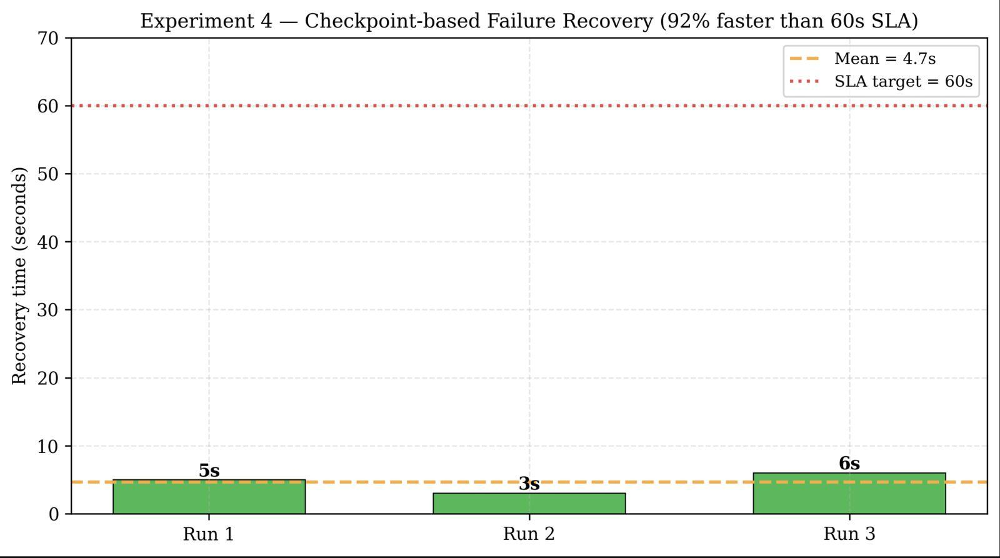 Experiment 4 — Checkpoint-based Failure Recovery (92% faster than 60s SLA)
Mean = 4.7s
SLA target = 60s
Recovery time (seconds)
70
60
50
40
30
20
10
0
5s
3s
6s
Run 1
Run 2
Run 3